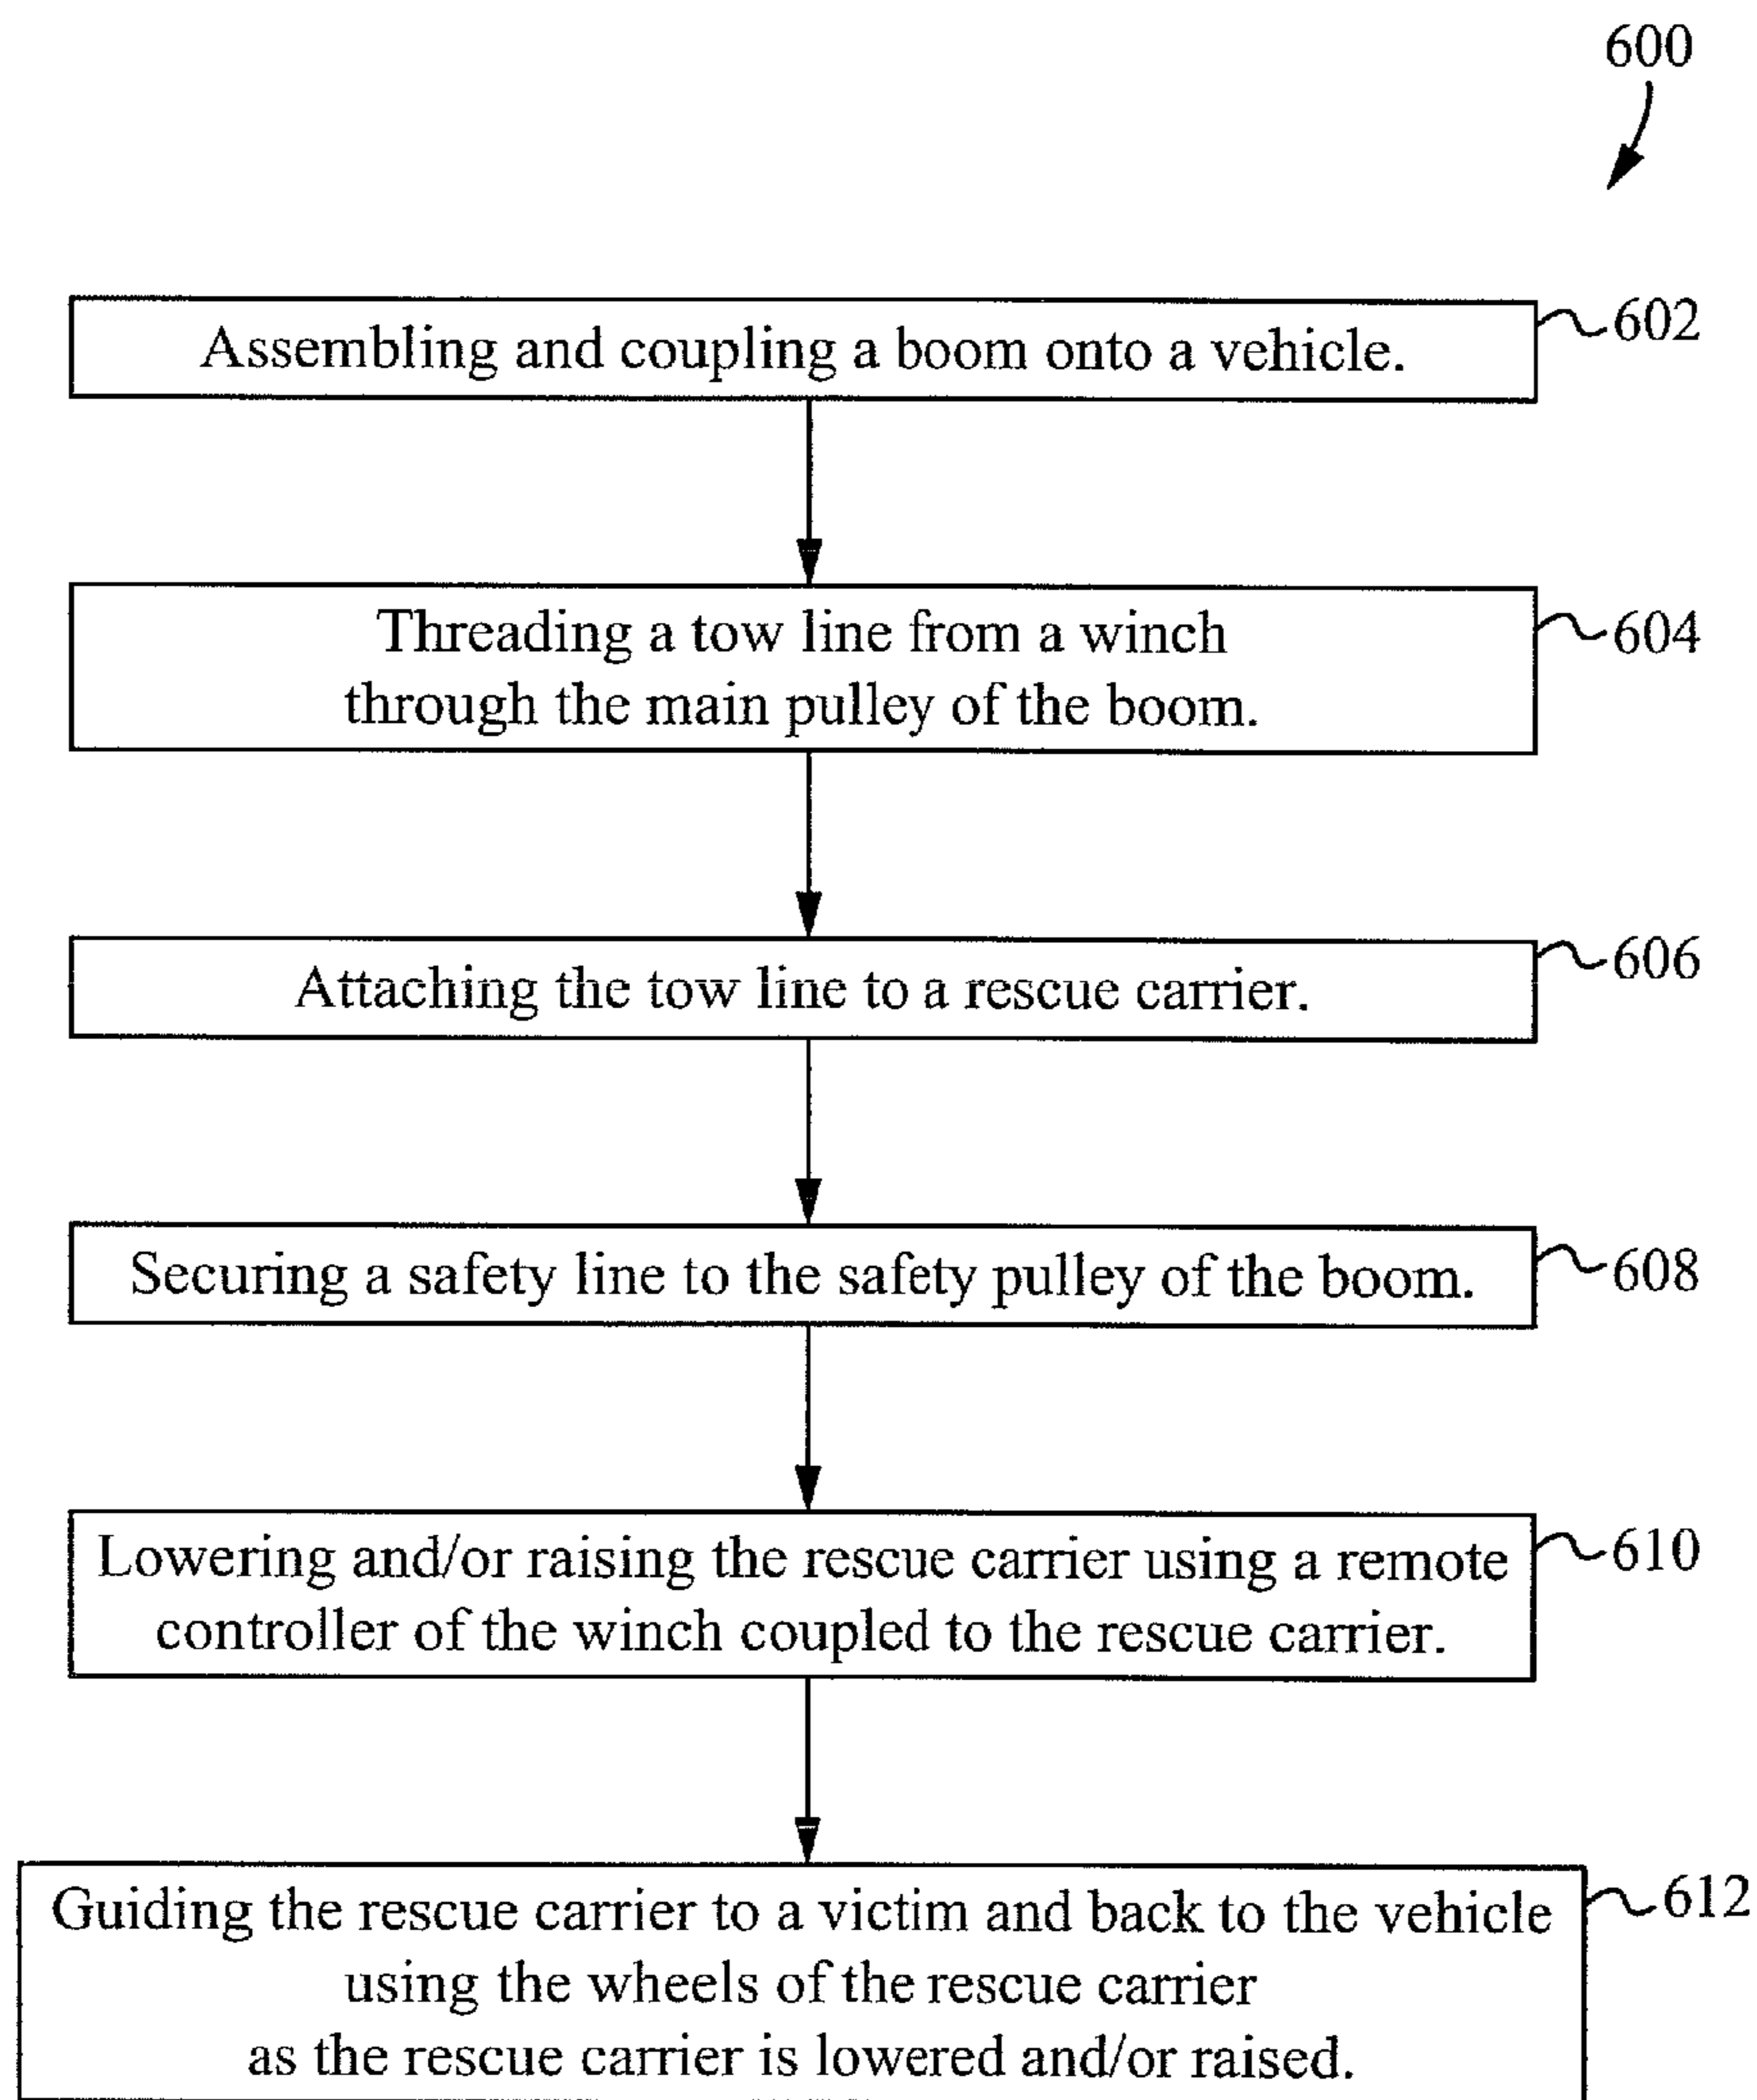 600
Assembling and coupling a boom onto a vehicle.
602
Threading a tow line from a winch
through the main pulley of the boom.
604
Attaching the tow line to a rescue carrier.
606
Securing a safety line to the safety pulley of the boom.
608
Lowering and/or raising the rescue carrier using a remote
controller of the winch coupled to the rescue carrier.
610
Guiding the rescue carrier to a victim and back to the vehicle
using the wheels of the rescue carrier
as the rescue carrier is lowered and/or raised.
612